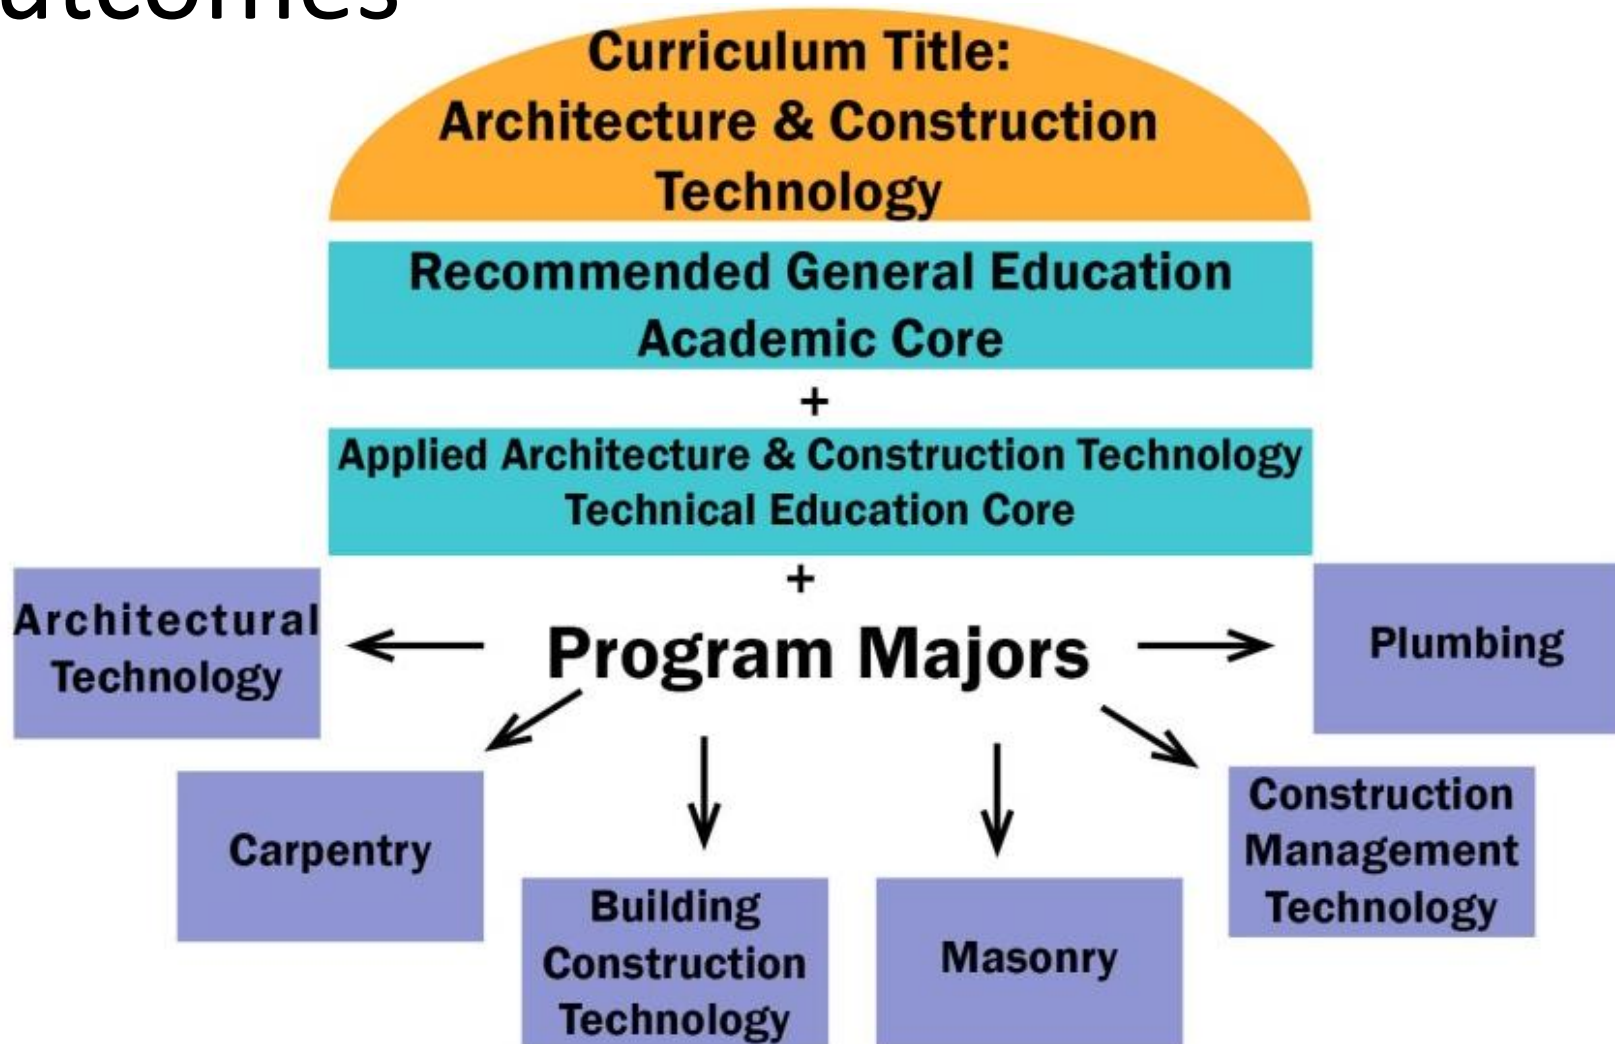 utcomes
Curriculum Title:
Architecture & Construction
Technology
Recommended General Education
Academic Core
+
Applied Architecture & Construction Technology
Technical Education Core
+
Program Majors
Architectural
Technology
Plumbing
Carpentry
Building
Construction
Technology
Masonry
Construction
Management
Technology